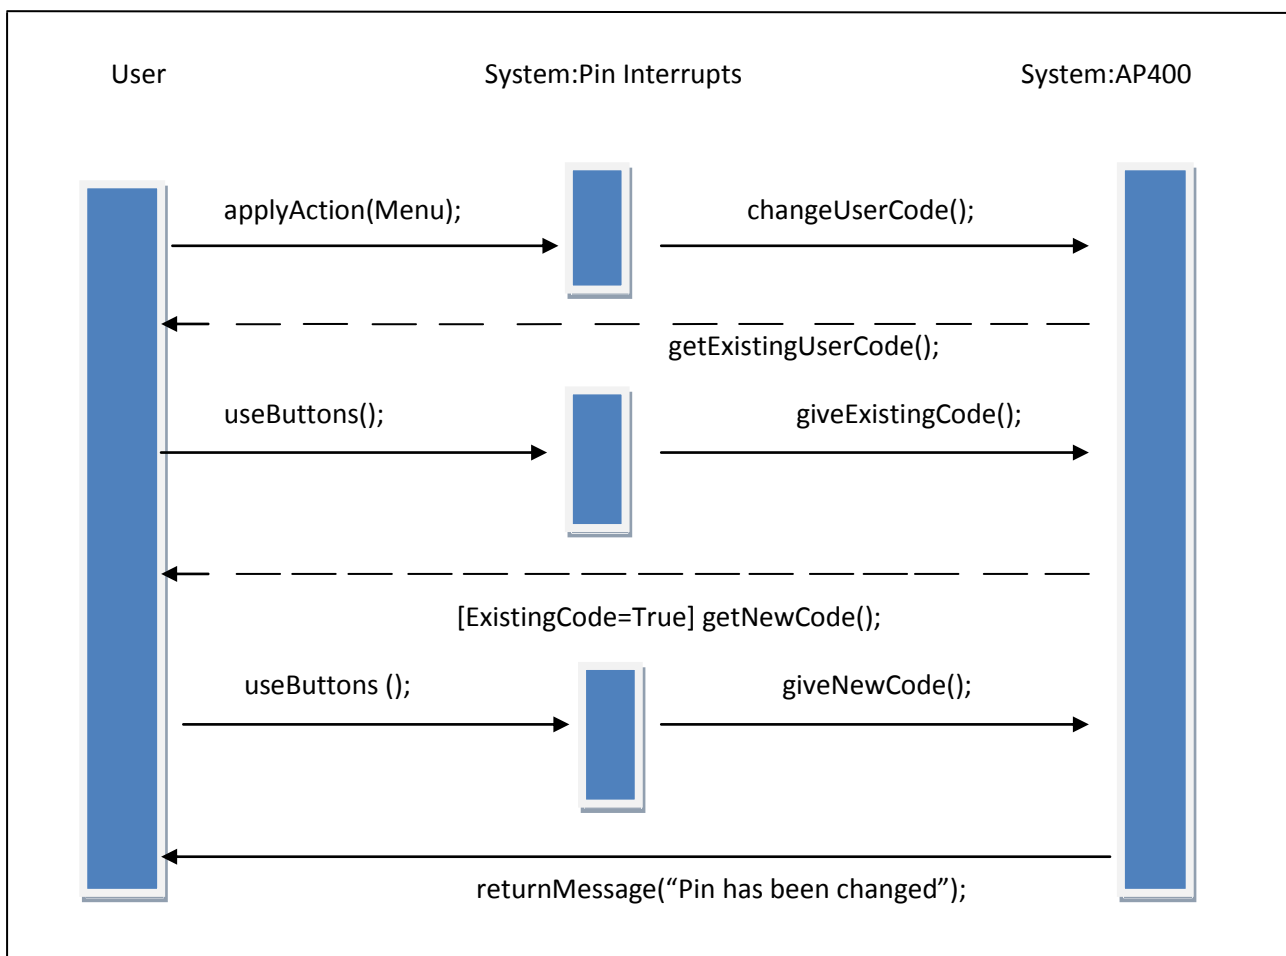 User
System:Pin Interrupts
System:AP400
applyAction(Menu);
changeUserCode();
getExistingUserCode();
useButtons();
giveExistingCode();
[ExistingCode=True] getNewCode();
useButtons ();
giveNewCode();
returnMessage(“Pin has been changed”);